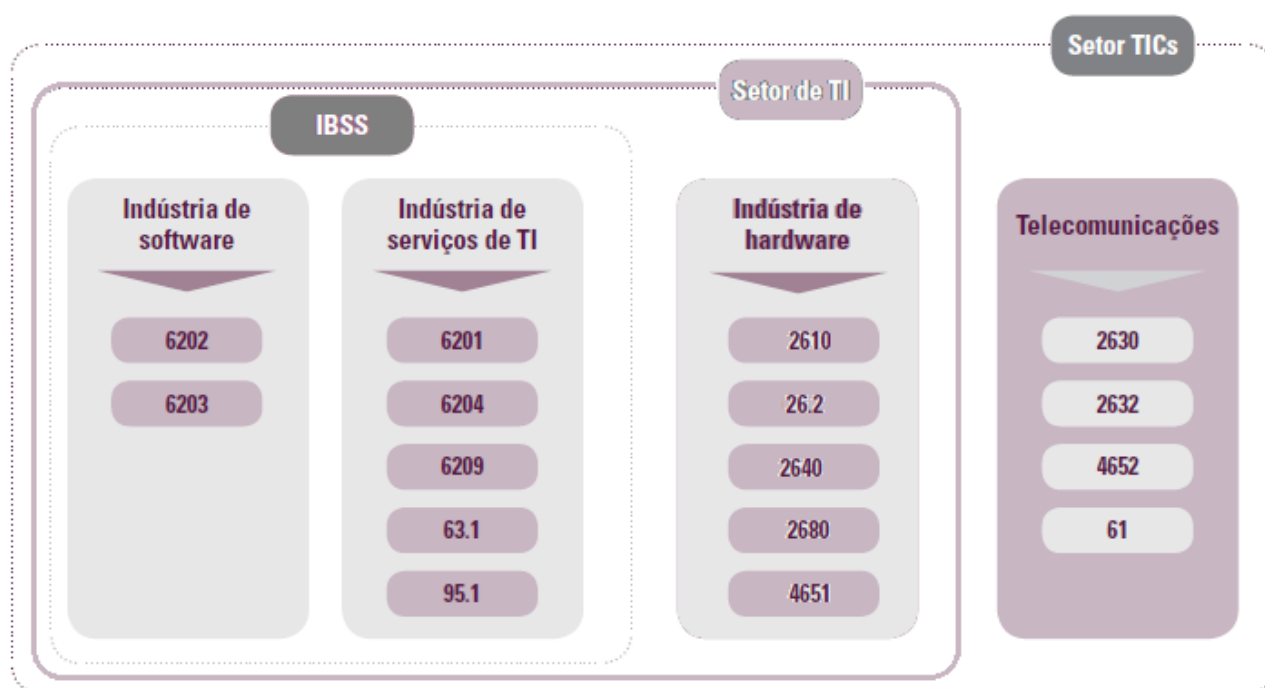 Setor TICs
Setor de TI
IBSS
Indústria de
software
6202
6203
Indústria de
serviços de TI
6201
6204
6209
63.1
95.1
Indústria de
hardware
2610
26.2
2640
2680
4651
Telecomunicações
2630
2632
4652
61